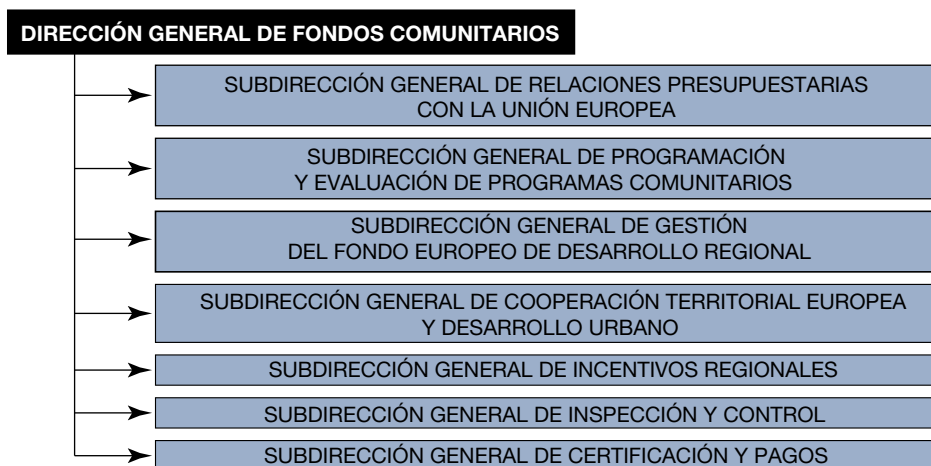 DIRECCIÓN GENERAL DE FONDOS COMUNITARIOS
SUBDIRECCIÓN GENERAL DE RELACIONES PRESUPUESTARIAS
CON LA UNIÓN EUROPEA
SUBDIRECCIÓN GENERAL DE PROGRAMACIÓN
Y EVALUACIÓN DE PROGRAMAS COMUNITARIOS
SUBDIRECCIÓN GENERAL DE GESTIÓN
DEL FONDO EUROPEO DE DESARROLLO REGIONAL
SUBDIRECCIÓN GENERAL DE COOPERACIÓN TERRITORIAL EUROPEA
Y DESARROLLO URBANO
SUBDIRECCIÓN GENERAL DE INCENTIVOS REGIONALES
SUBDIRECCIÓN GENERAL DE INSPECCIÓN Y CONTROL
SUBDIRECCIÓN GENERAL DE CERTIFICACIÓN Y PAGOS